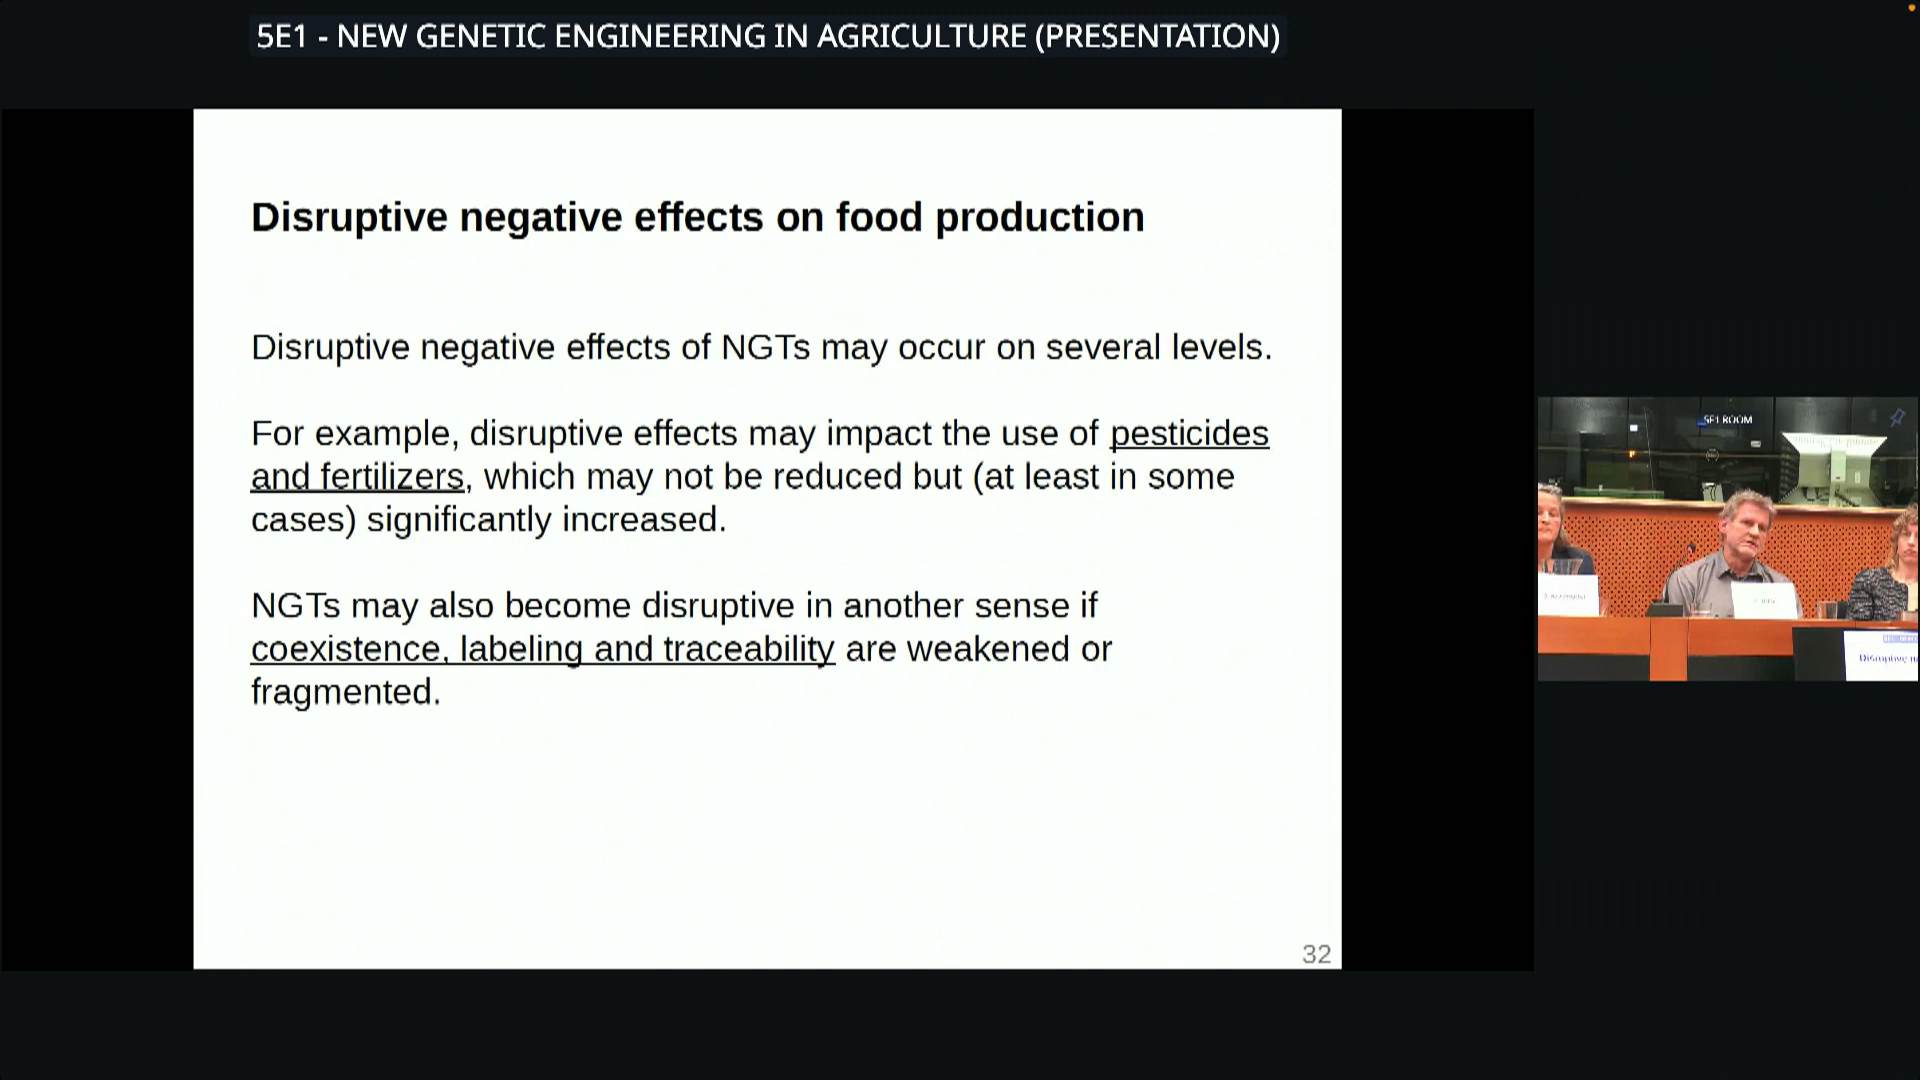 5E1 - NEW GENETIC ENGINEERING IN AGRICULTURE (PRESENTATION)
Disruptive negative effects on food production
Disruptive negative effects of NGTs may occur on several levels.
For example, disruptive effects may impact the use of pesticides
and fertilizers, which may not be reduced but (at least in some
cases) significantly increased.
NGTs may also become disruptive in another sense if
coexistence, labeling and traceability are weakened or
fragmented.
32
5E1 ROOM
Disruptive